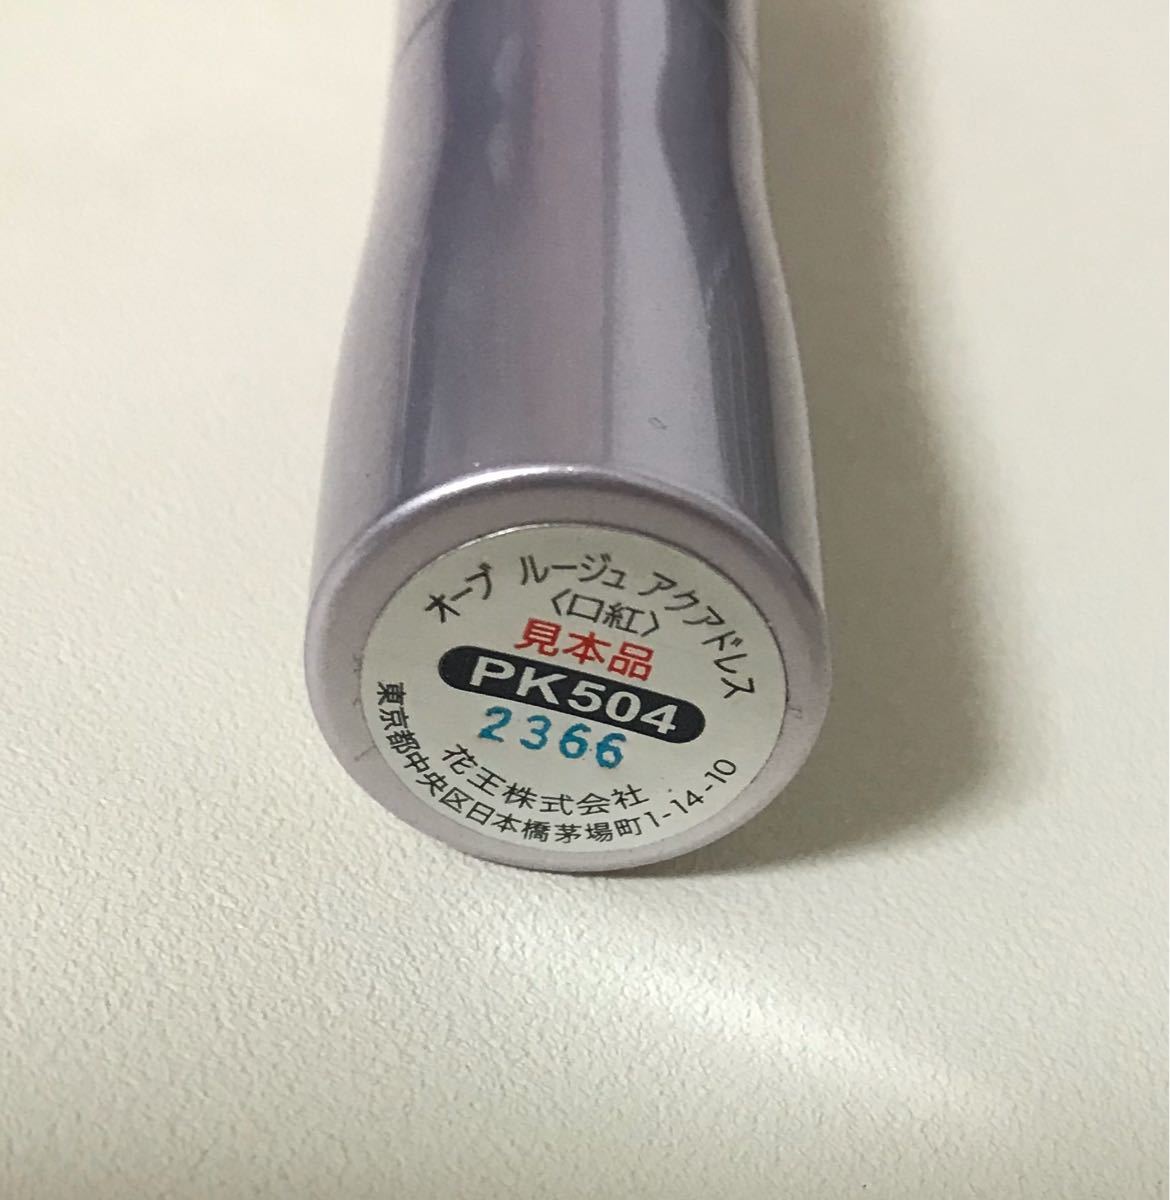 オーブ ルージュ アクアドレス
〈口紅〉
見本品
PK504
2366
花王株式会社
東京都中央区日本橋茅場町1-14-10